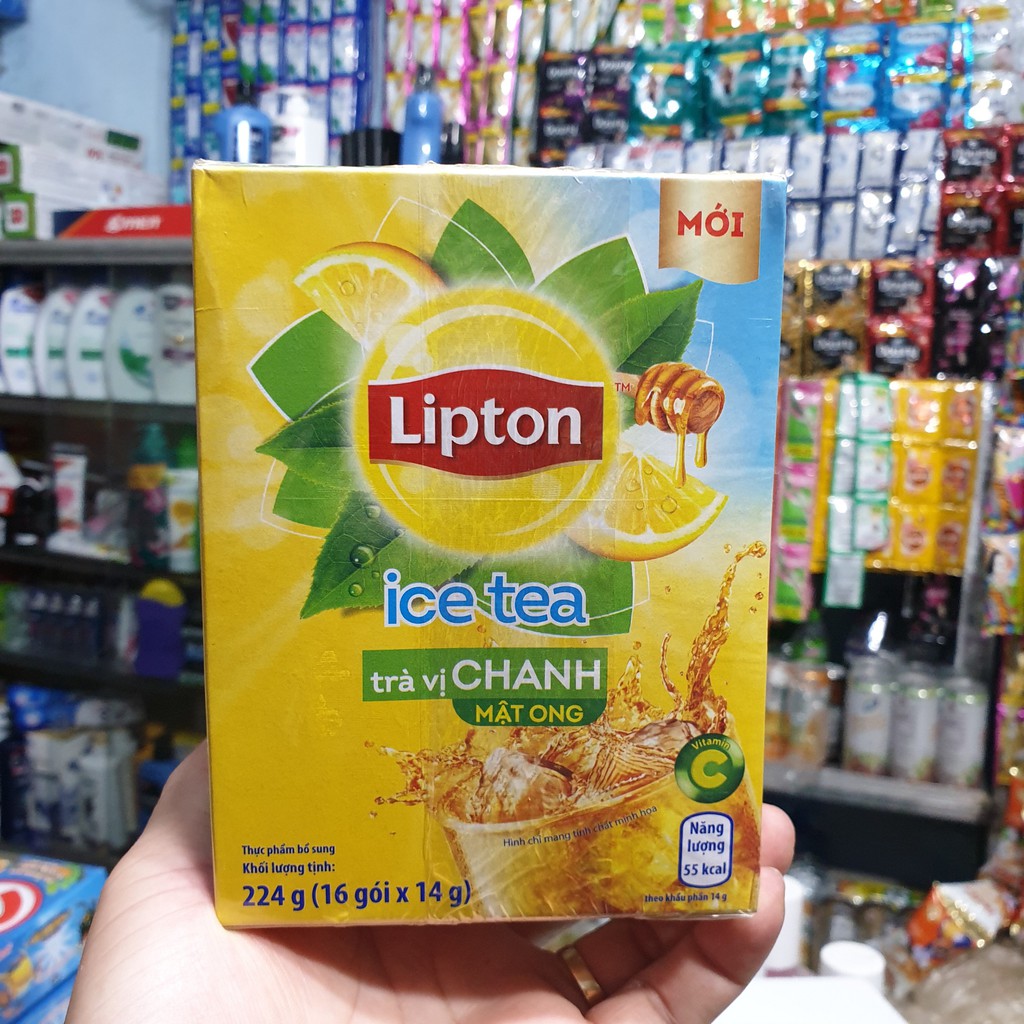 MỚI
Lipton
TM
ice tea
trà vị CHANH
MẬT ONG
Vitamin
C
Hình chỉ mang tính chất minh họa
Năng
lượng
55 kcal
theo khẩu phần 14 g
Thực phẩm bổ sung
Khối lượng tịnh:
224 g (16 gói x 14 g)